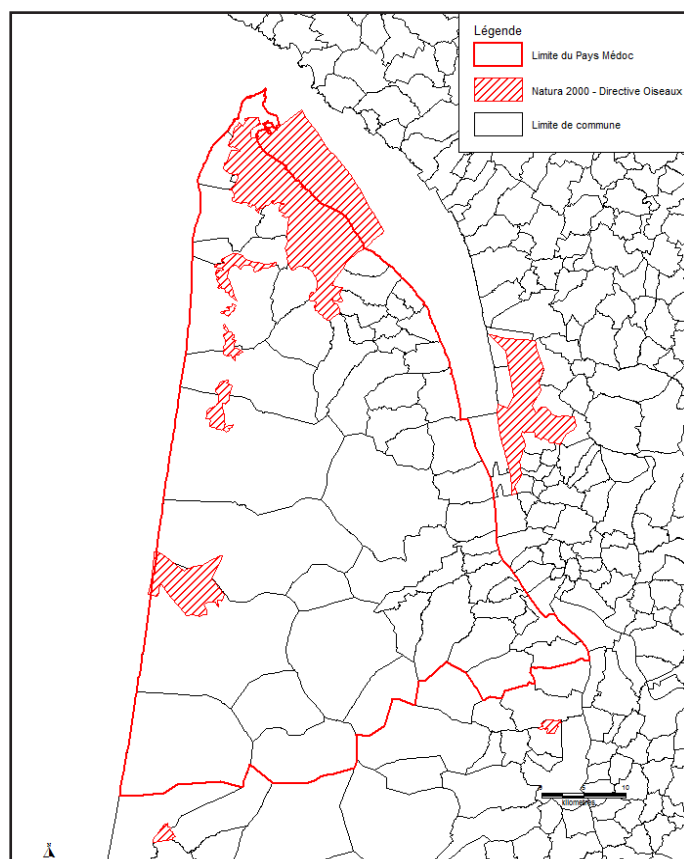 Légende
Limite du Pays Médoc
Natura 2000 - Directive Oiseaux
Limite de commune
0 5 10
kilomètres
N